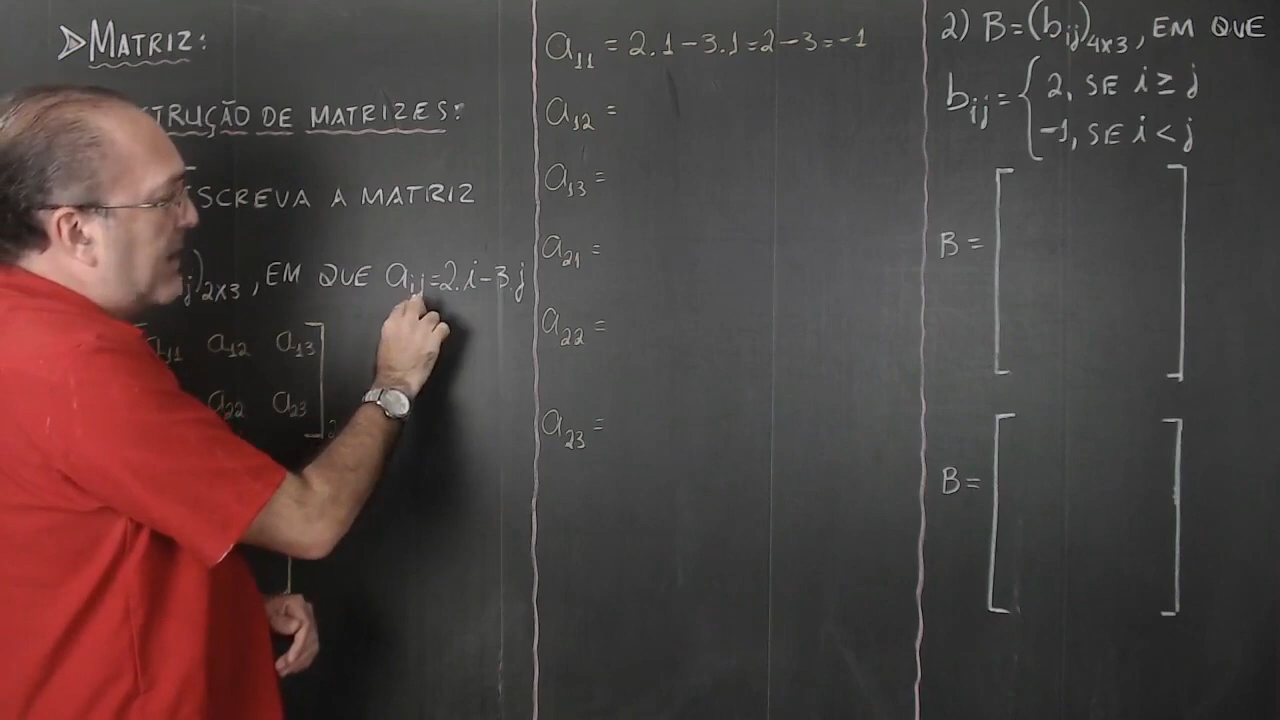 MATRIZ:
STRUÇÃO DE MATRIZES:
SCREVA A MATRIZ
j)2x3, EM QUE aij=2.i-3.j
a11 a12 a13
a22 a23
a11 = 2.1-3.1=2-3=-1
a12 =
a13 =
a21 =
a22 =
a23 =
2) B=(bij)4x3, EM QUE
bij= { 2, SE i ≥ j
-1, SE i < j
B =
B =